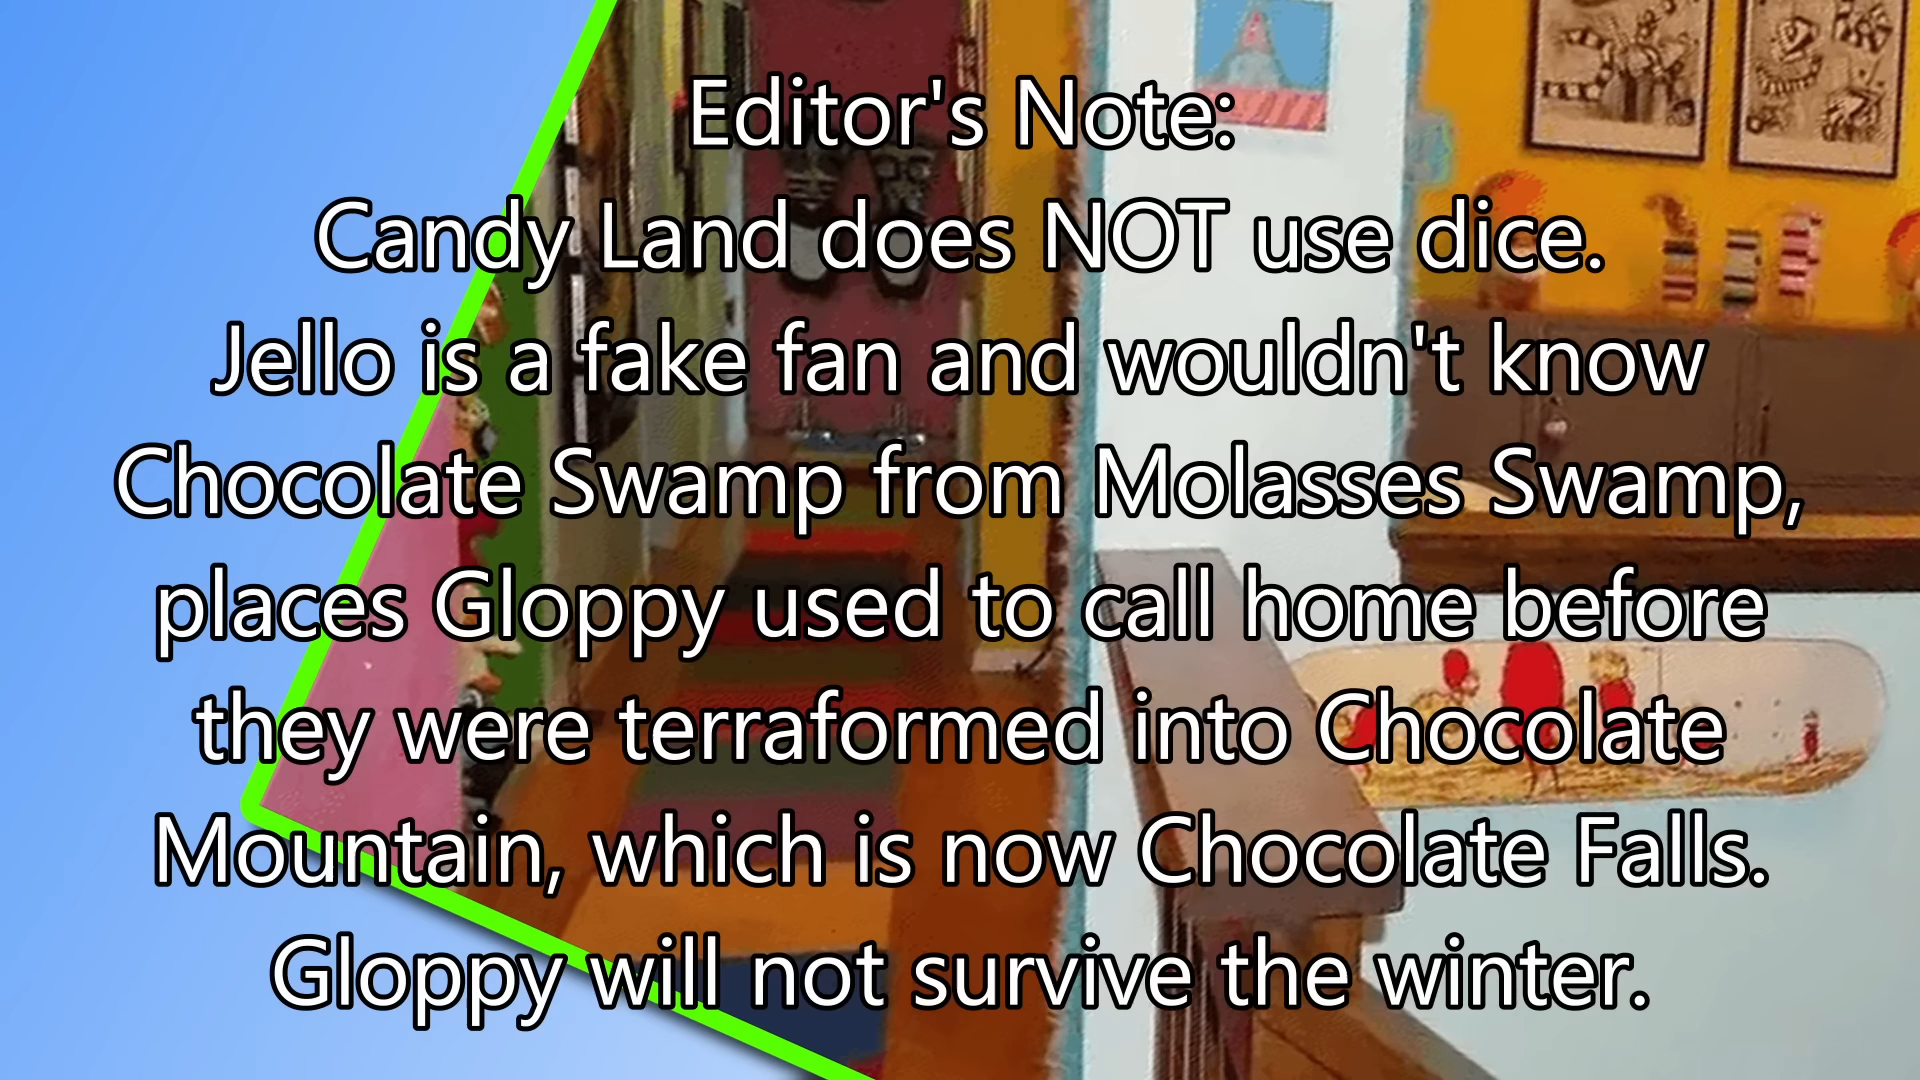 Editor's Note:
Candy Land does NOT use dice.
Jello is a fake fan and wouldn't know
Chocolate Swamp from Molasses Swamp,
places Gloppy used to call home before
they were terraformed into Chocolate
Mountain, which is now Chocolate Falls.
Gloppy will not survive the winter.